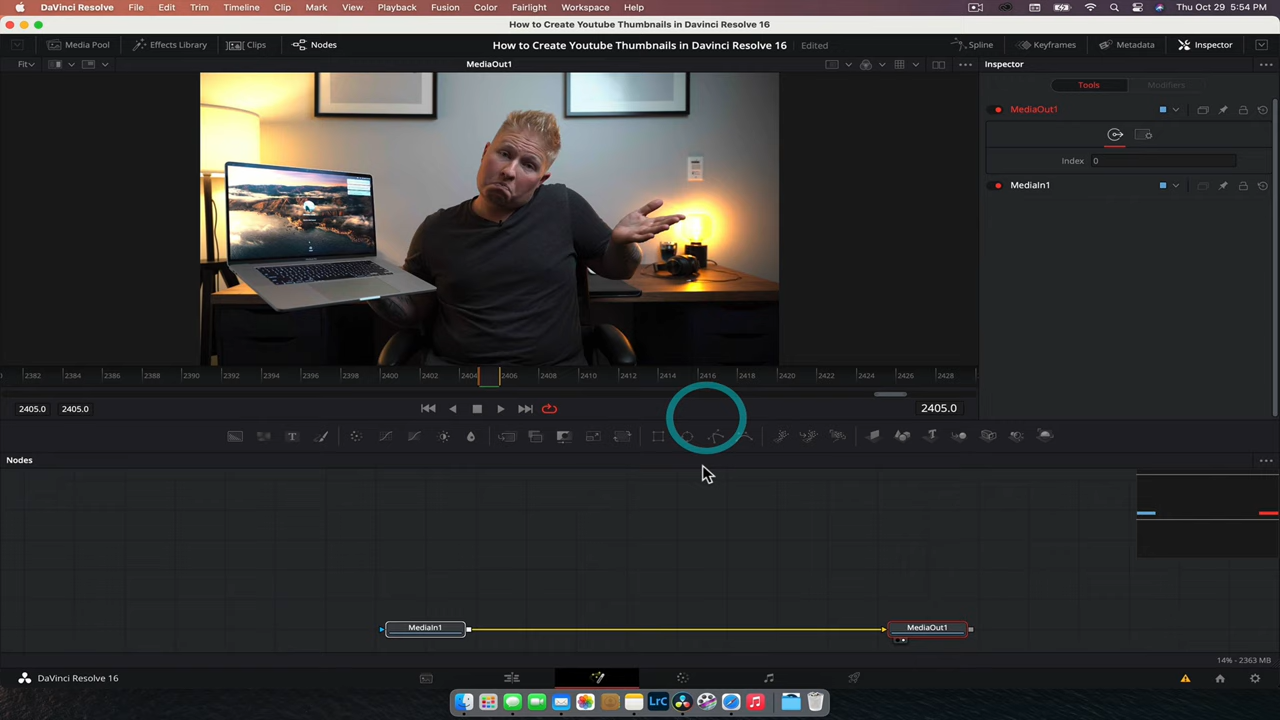 DaVinci Resolve File Edit Trim Timeline Clip Mark View Playback Fusion Color Fairlight Workspace Help Thu Oct 29 5:54 PM
How to Create Youtube Thumbnails in Davinci Resolve 16
Media Pool Effects Library Clips Nodes How to Create Youtube Thumbnails in Davinci Resolve 16 Edited Spline Keyframes Metadata Inspector
Fit MediaOut1 Inspector
Tools Modifiers
MediaOut1
Index 0
MediaIn1
2382 2384 2386 2388 2390 2392 2394 2396 2398 2400 2402 2404 2406 2408 2410 2412 2414 2416 2418 2420 2422 2424 2426 2428
2405.0 2405.0 2405.0
T
Nodes
MediaIn1 MediaOut1
14% - 2363 MB
DaVinci Resolve 16
LrC